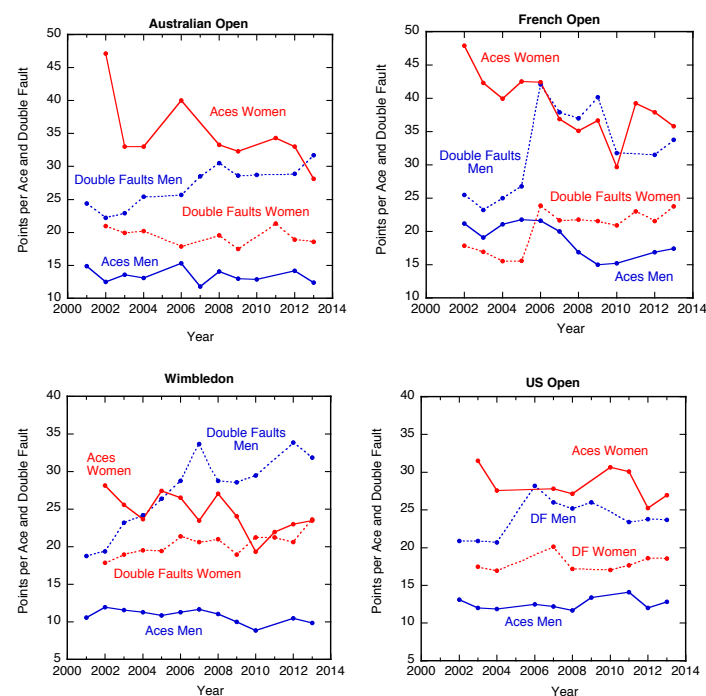 Australian Open
Points per Ace and Double Fault
50
45
40
35
30
25
20
15
10
Aces Women
Double Faults Men
Double Faults Women
Aces Men
2000 2002 2004 2006 2008 2010 2012 2014
Year
French Open
Points per Ace and Double Fault
50
45
40
35
30
25
20
15
10
Aces Women
Double Faults
Men
Double Faults Women
Aces Men
2000 2002 2004 2006 2008 2010 2012 2014
Year
Wimbledon
Points per Ace and Double Fault
40
35
30
25
20
15
10
5
Double Faults
Men
Aces
Women
Double Faults Women
Aces Men
2000 2002 2004 2006 2008 2010 2012 2014
Year
US Open
Points per Ace and Double Fault
40
35
30
25
20
15
10
5
Aces Women
DF Men
DF Women
Aces Men
2000 2002 2004 2006 2008 2010 2012 2014
Year